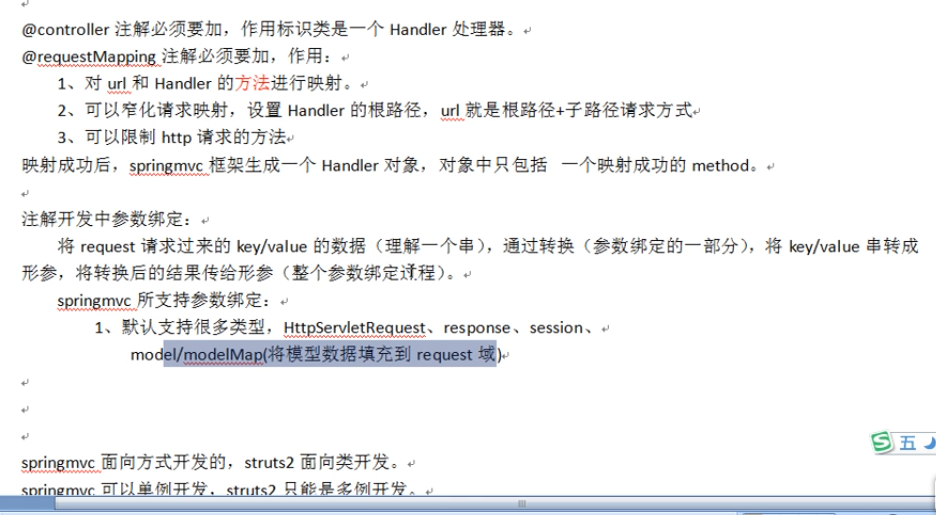 @controller 注解必须要加，作用标识类是一个 Handler 处理器。
@requestMapping 注解必须要加，作用：
1、对 url 和 Handler 的方法进行映射。
2、可以窄化请求映射，设置 Handler 的根路径，url 就是根路径+子路径请求方式
3、可以限制 http 请求的方法
映射成功后，springmvc 框架生成一个 Handler 对象，对象中只包括 一个映射成功的 method。
注解开发中参数绑定：
将 request 请求过来的 key/value 的数据（理解一个串），通过转换（参数绑定的一部分），将 key/value 串转成
形参，将转换后的结果传给形参（整个参数绑定过程）。
springmvc 所支持参数绑定：
1、默认支持很多类型，HttpServletRequest、response、session、
model/modelMap(将模型数据填充到 request 域)
springmvc 面向方式开发的，struts2 面向类开发。
springmvc 可以单例开发，struts2 只能是多例开发。
S 五